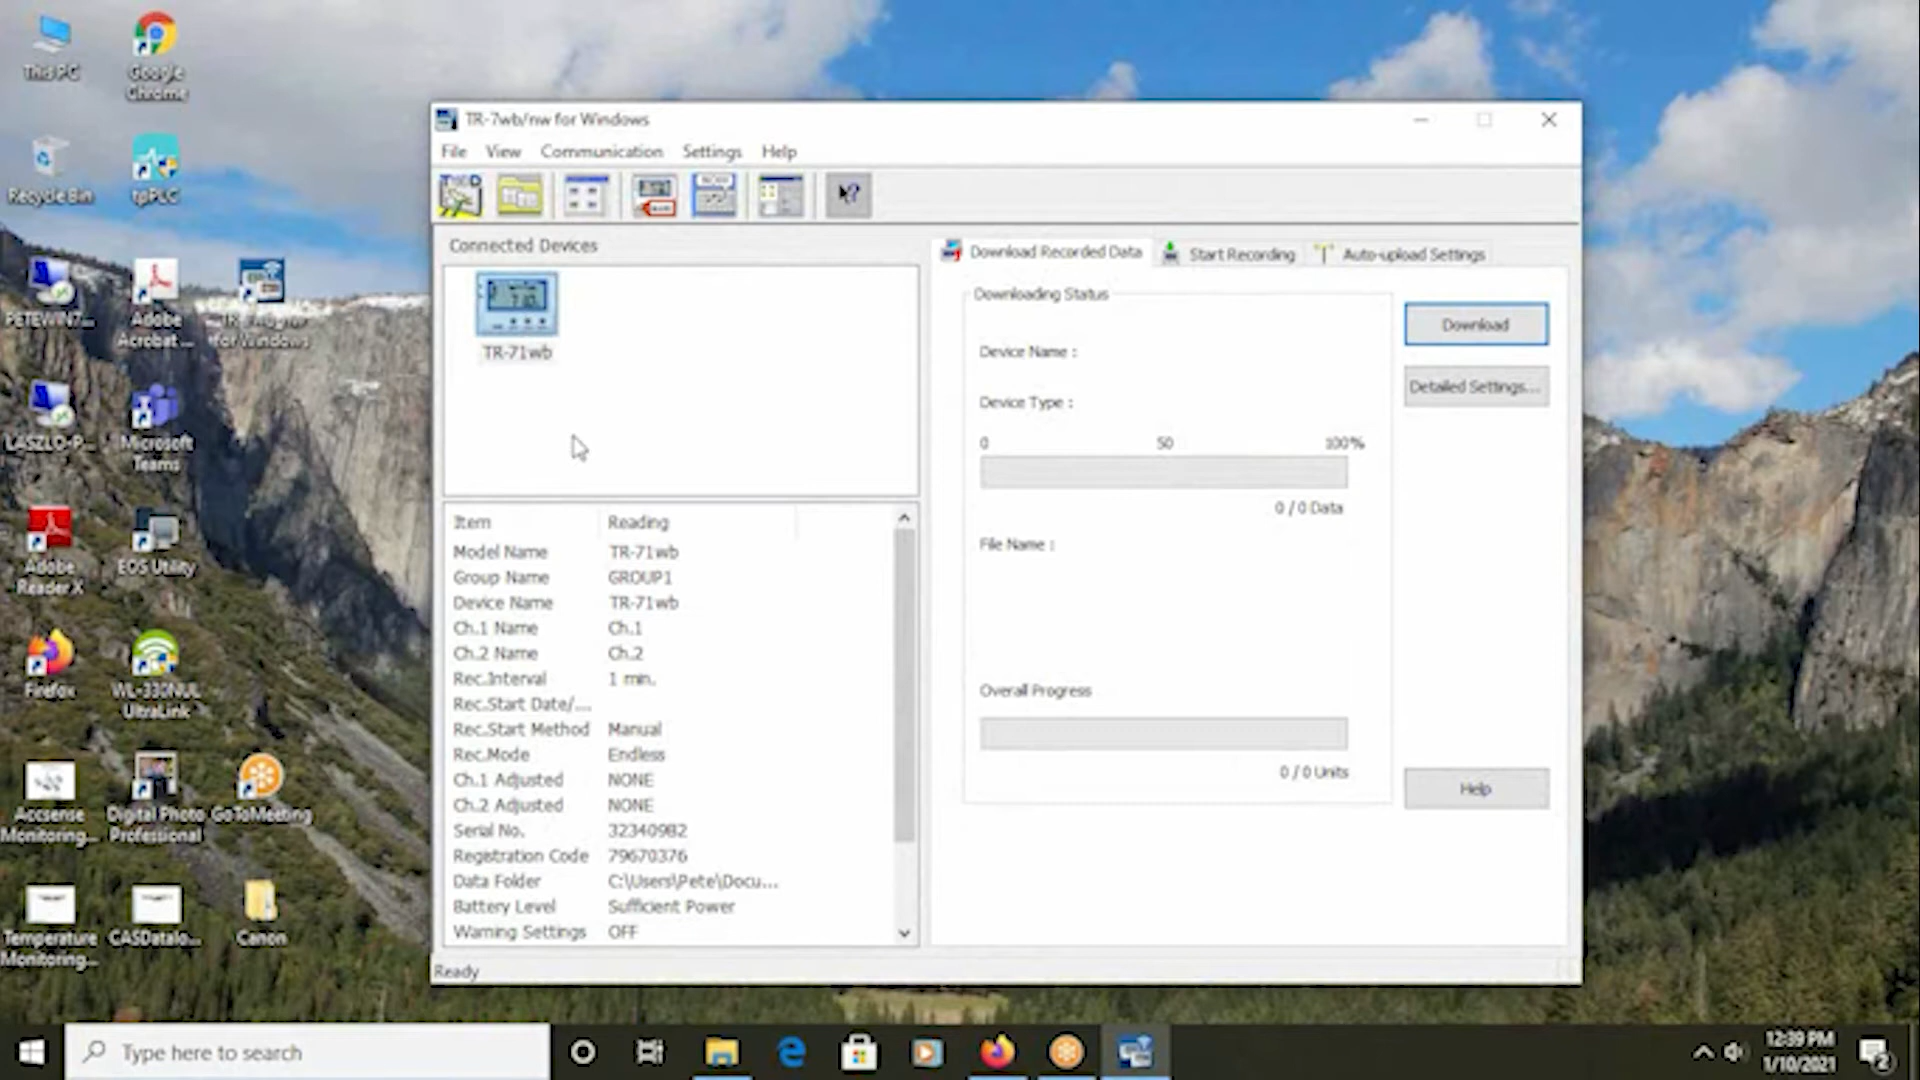 This PC
Google
Chrome
Recycle Bin
tpPLC
PETEWIN7...
Adobe
Acrobat ...
for Windows
LASZLO-P...
Microsoft
Teams
Adobe
Reader X
EOS Utility
Firefox
WL-330NUL
UltraLink
Accsense
Monitoring...
Digital Photo
Professional
GoToMeeting
Temperature
Monitoring...
CASDatalo...
Canon
TR-7wb/nw for Windows
File View Communication Settings Help
Connected Devices
TR-71wb
Item Reading
Model Name TR-71wb
Group Name GROUP1
Device Name TR-71wb
Ch.1 Name Ch.1
Ch.2 Name Ch.2
Rec.Interval 1 min.
Rec.Start Date/...
Rec.Start Method Manual
Rec.Mode Endless
Ch.1 Adjusted NONE
Ch.2 Adjusted NONE
Serial No. 32340982
Registration Code 79670376
Data Folder C:\Users\Pete\Docu...
Battery Level Sufficient Power
Warning Settings OFF
Ready
Download Recorded Data Start Recording Auto-upload Settings
Downloading Status
Device Name :
Device Type :
0 50 100%
0 / 0 Data
File Name :
Overall Progress
0 / 0 Units
Download
Detailed Settings...
Help
Type here to search
12:39 PM
1/10/2021
2